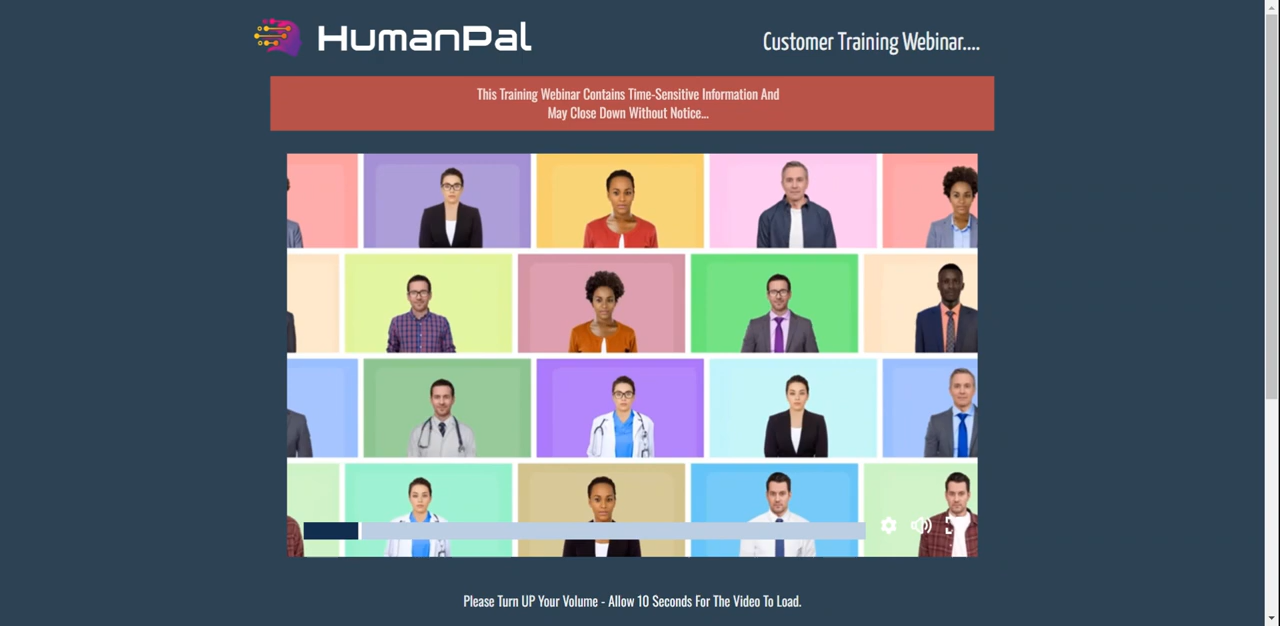 HumanPal
Customer Training Webinar....
This Training Webinar Contains Time-Sensitive Information And
May Close Down Without Notice...
Please Turn UP Your Volume - Allow 10 Seconds For The Video To Load.